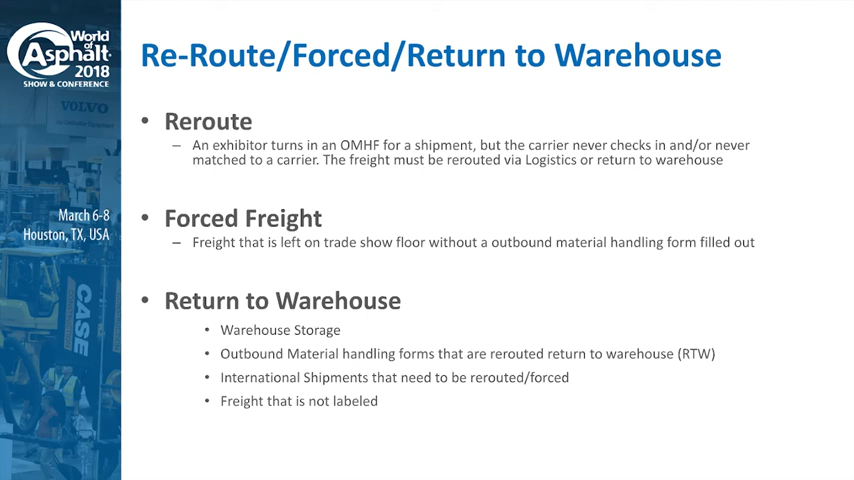 World
of
Asphalt
2018
SHOW & CONFERENCE
VOLVO
March 6-8
Houston, TX, USA
CASE
Re-Route/Forced/Return to Warehouse
• Reroute
– An exhibitor turns in an OMHF for a shipment, but the carrier never checks in and/or never
matched to a carrier. The freight must be rerouted via Logistics or return to warehouse
• Forced Freight
– Freight that is left on trade show floor without a outbound material handling form filled out
• Return to Warehouse
• Warehouse Storage
• Outbound Material handling forms that are rerouted return to warehouse (RTW)
• International Shipments that need to be rerouted/forced
• Freight that is not labeled